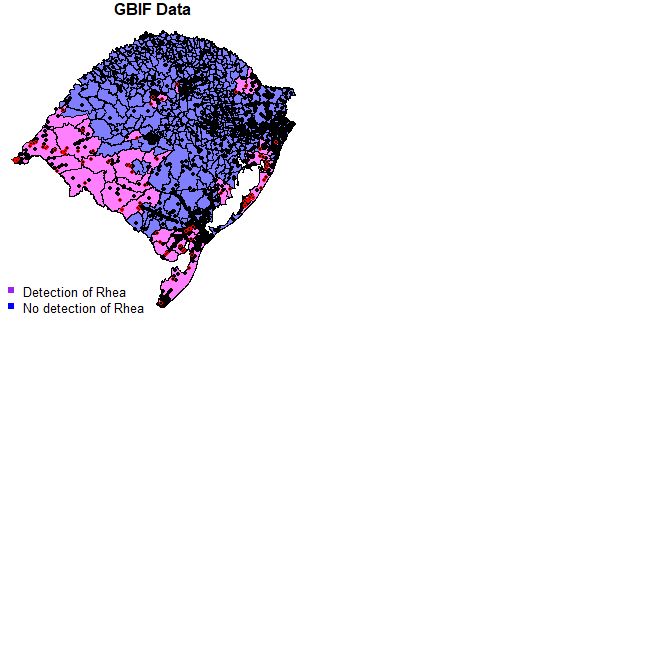 GBIF Data
Detection of Rhea
No detection of Rhea